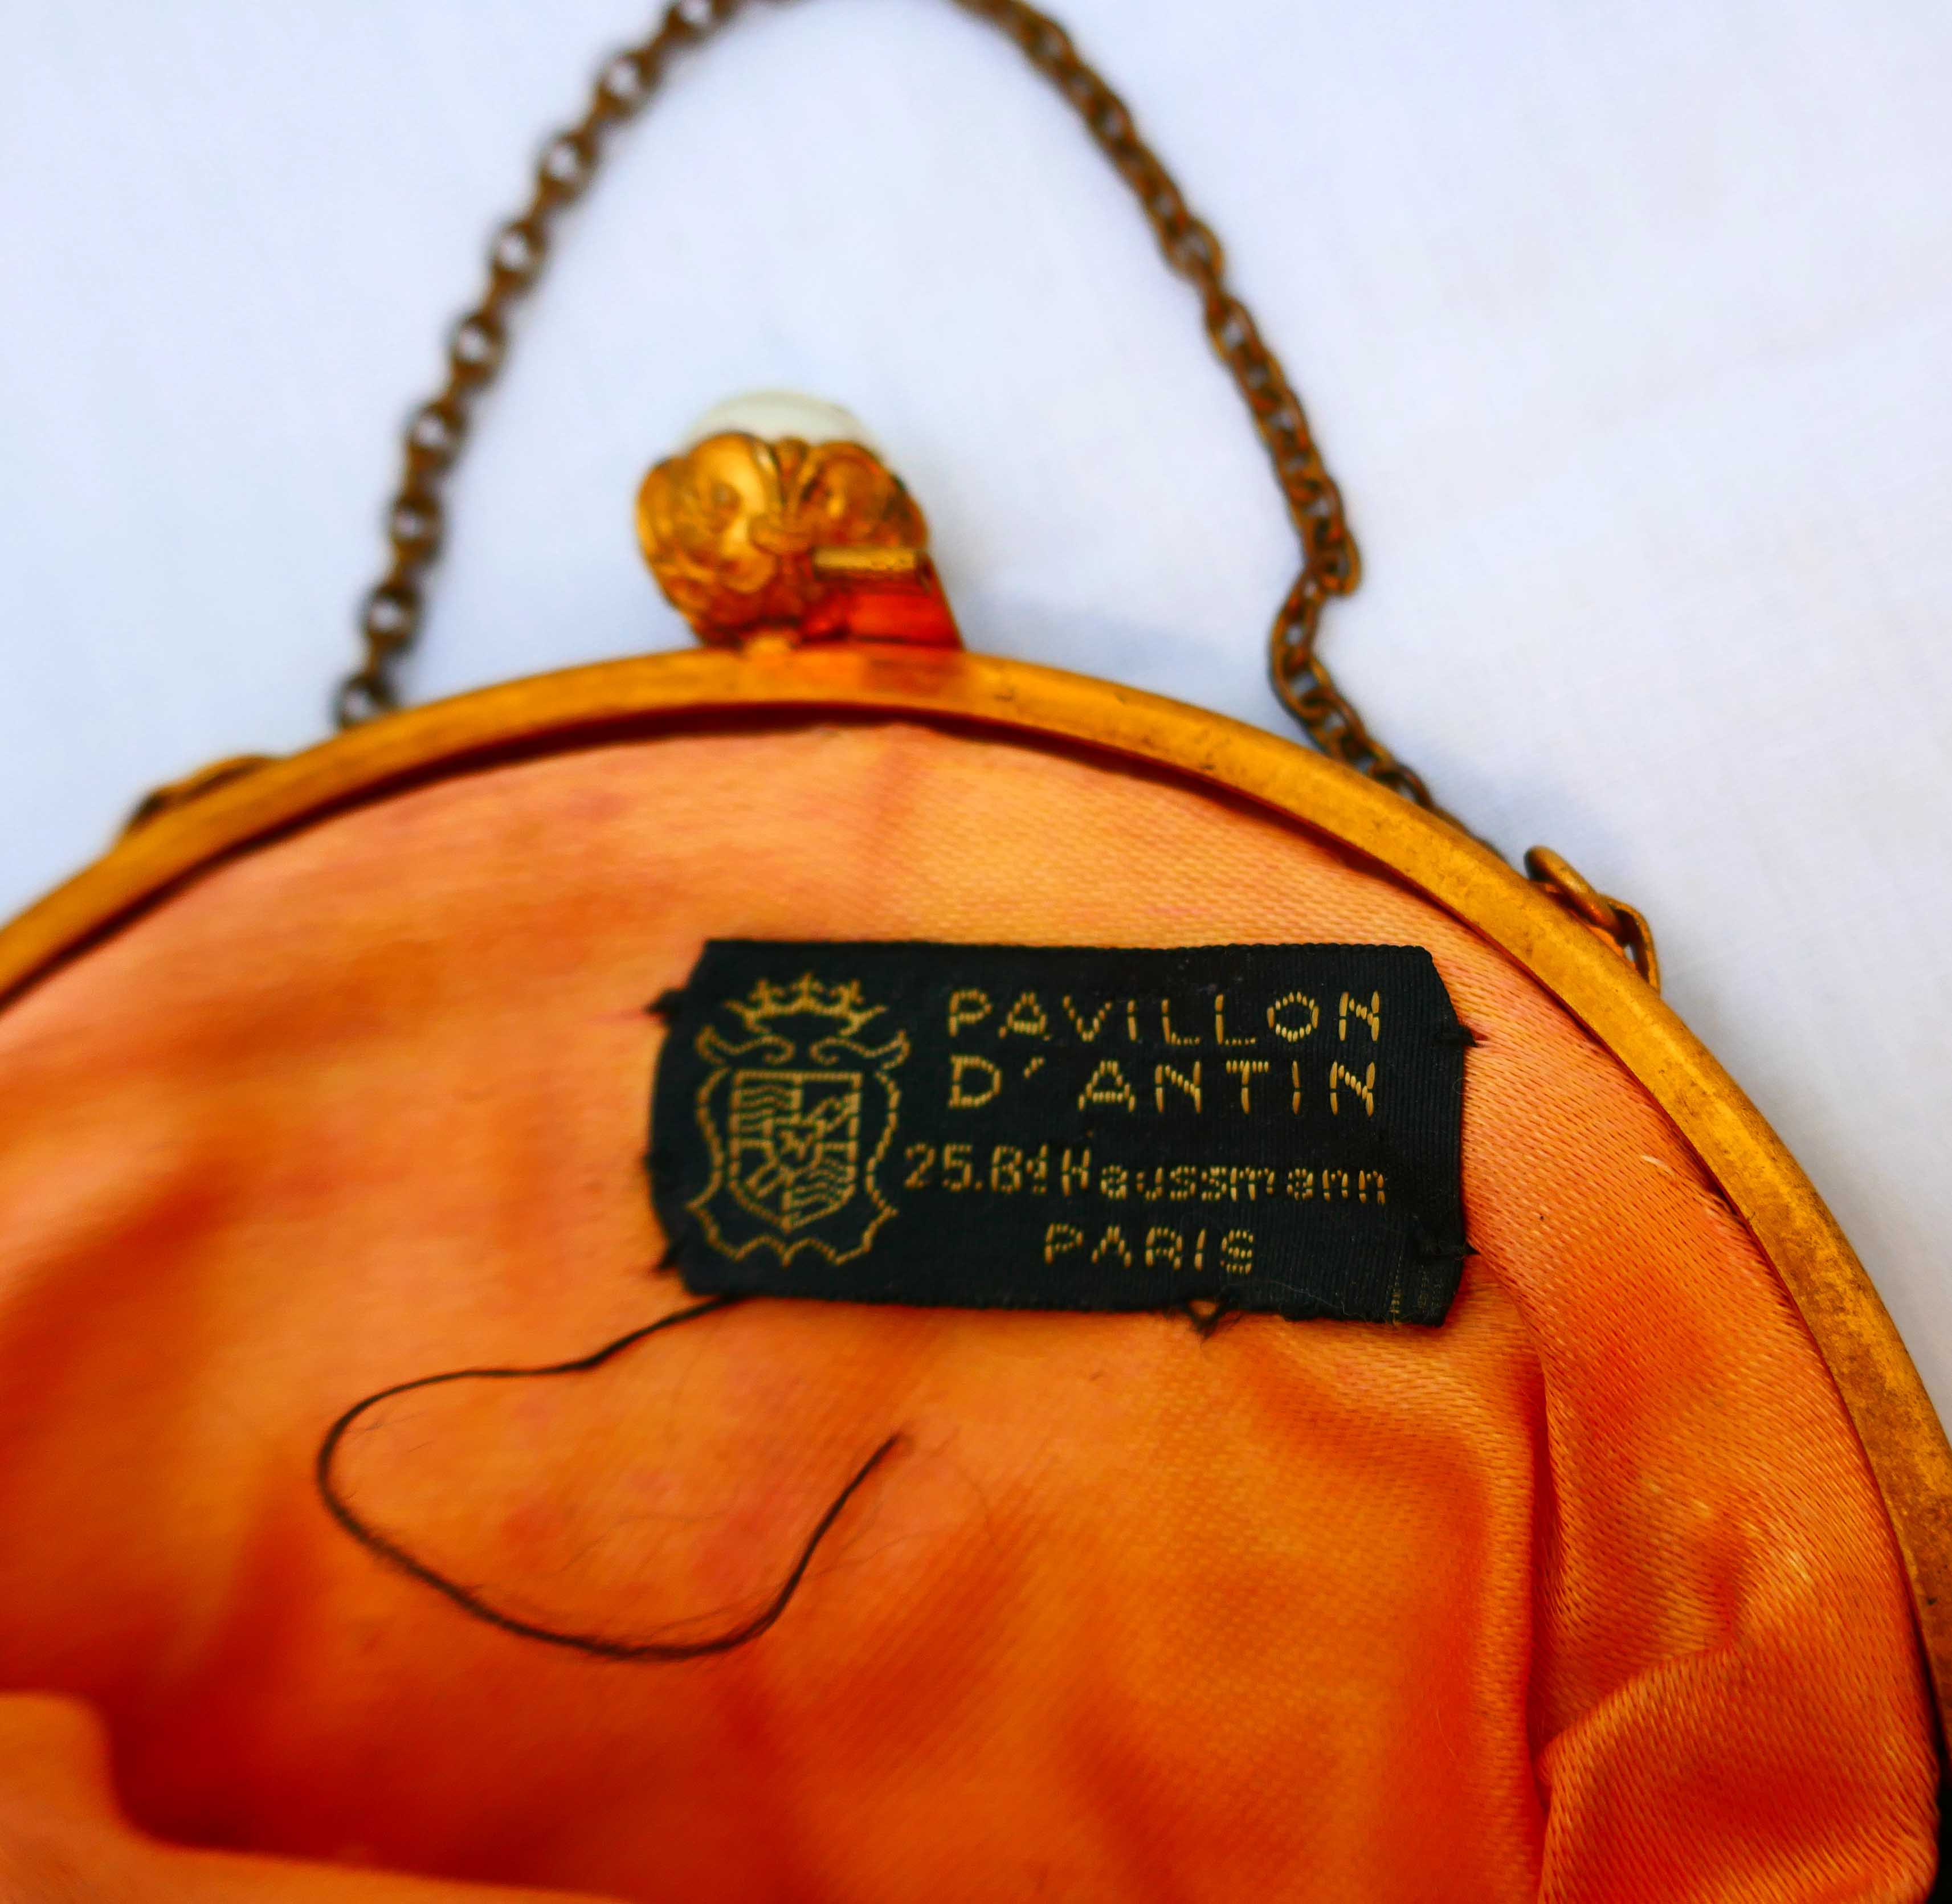 PAVILLON
D'ANTIN
25.Bd Haussmann
PARIS